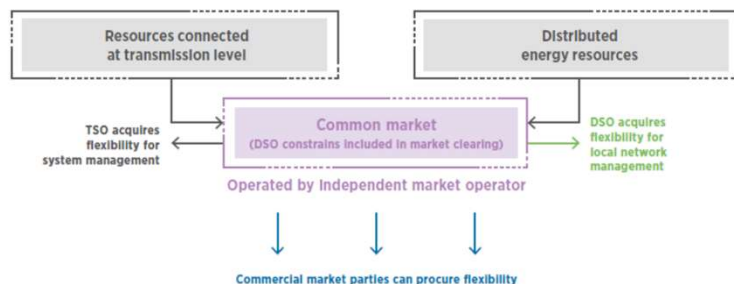 Resources connected
at transmission level
Distributed
energy resources
TSO acquires
flexibility for
system management
Common market
(DSO constrains included in market clearing)
DSO acquires
flexibility for
local network
management
Operated by Independent market operator
Commercial market parties can procure flexibility